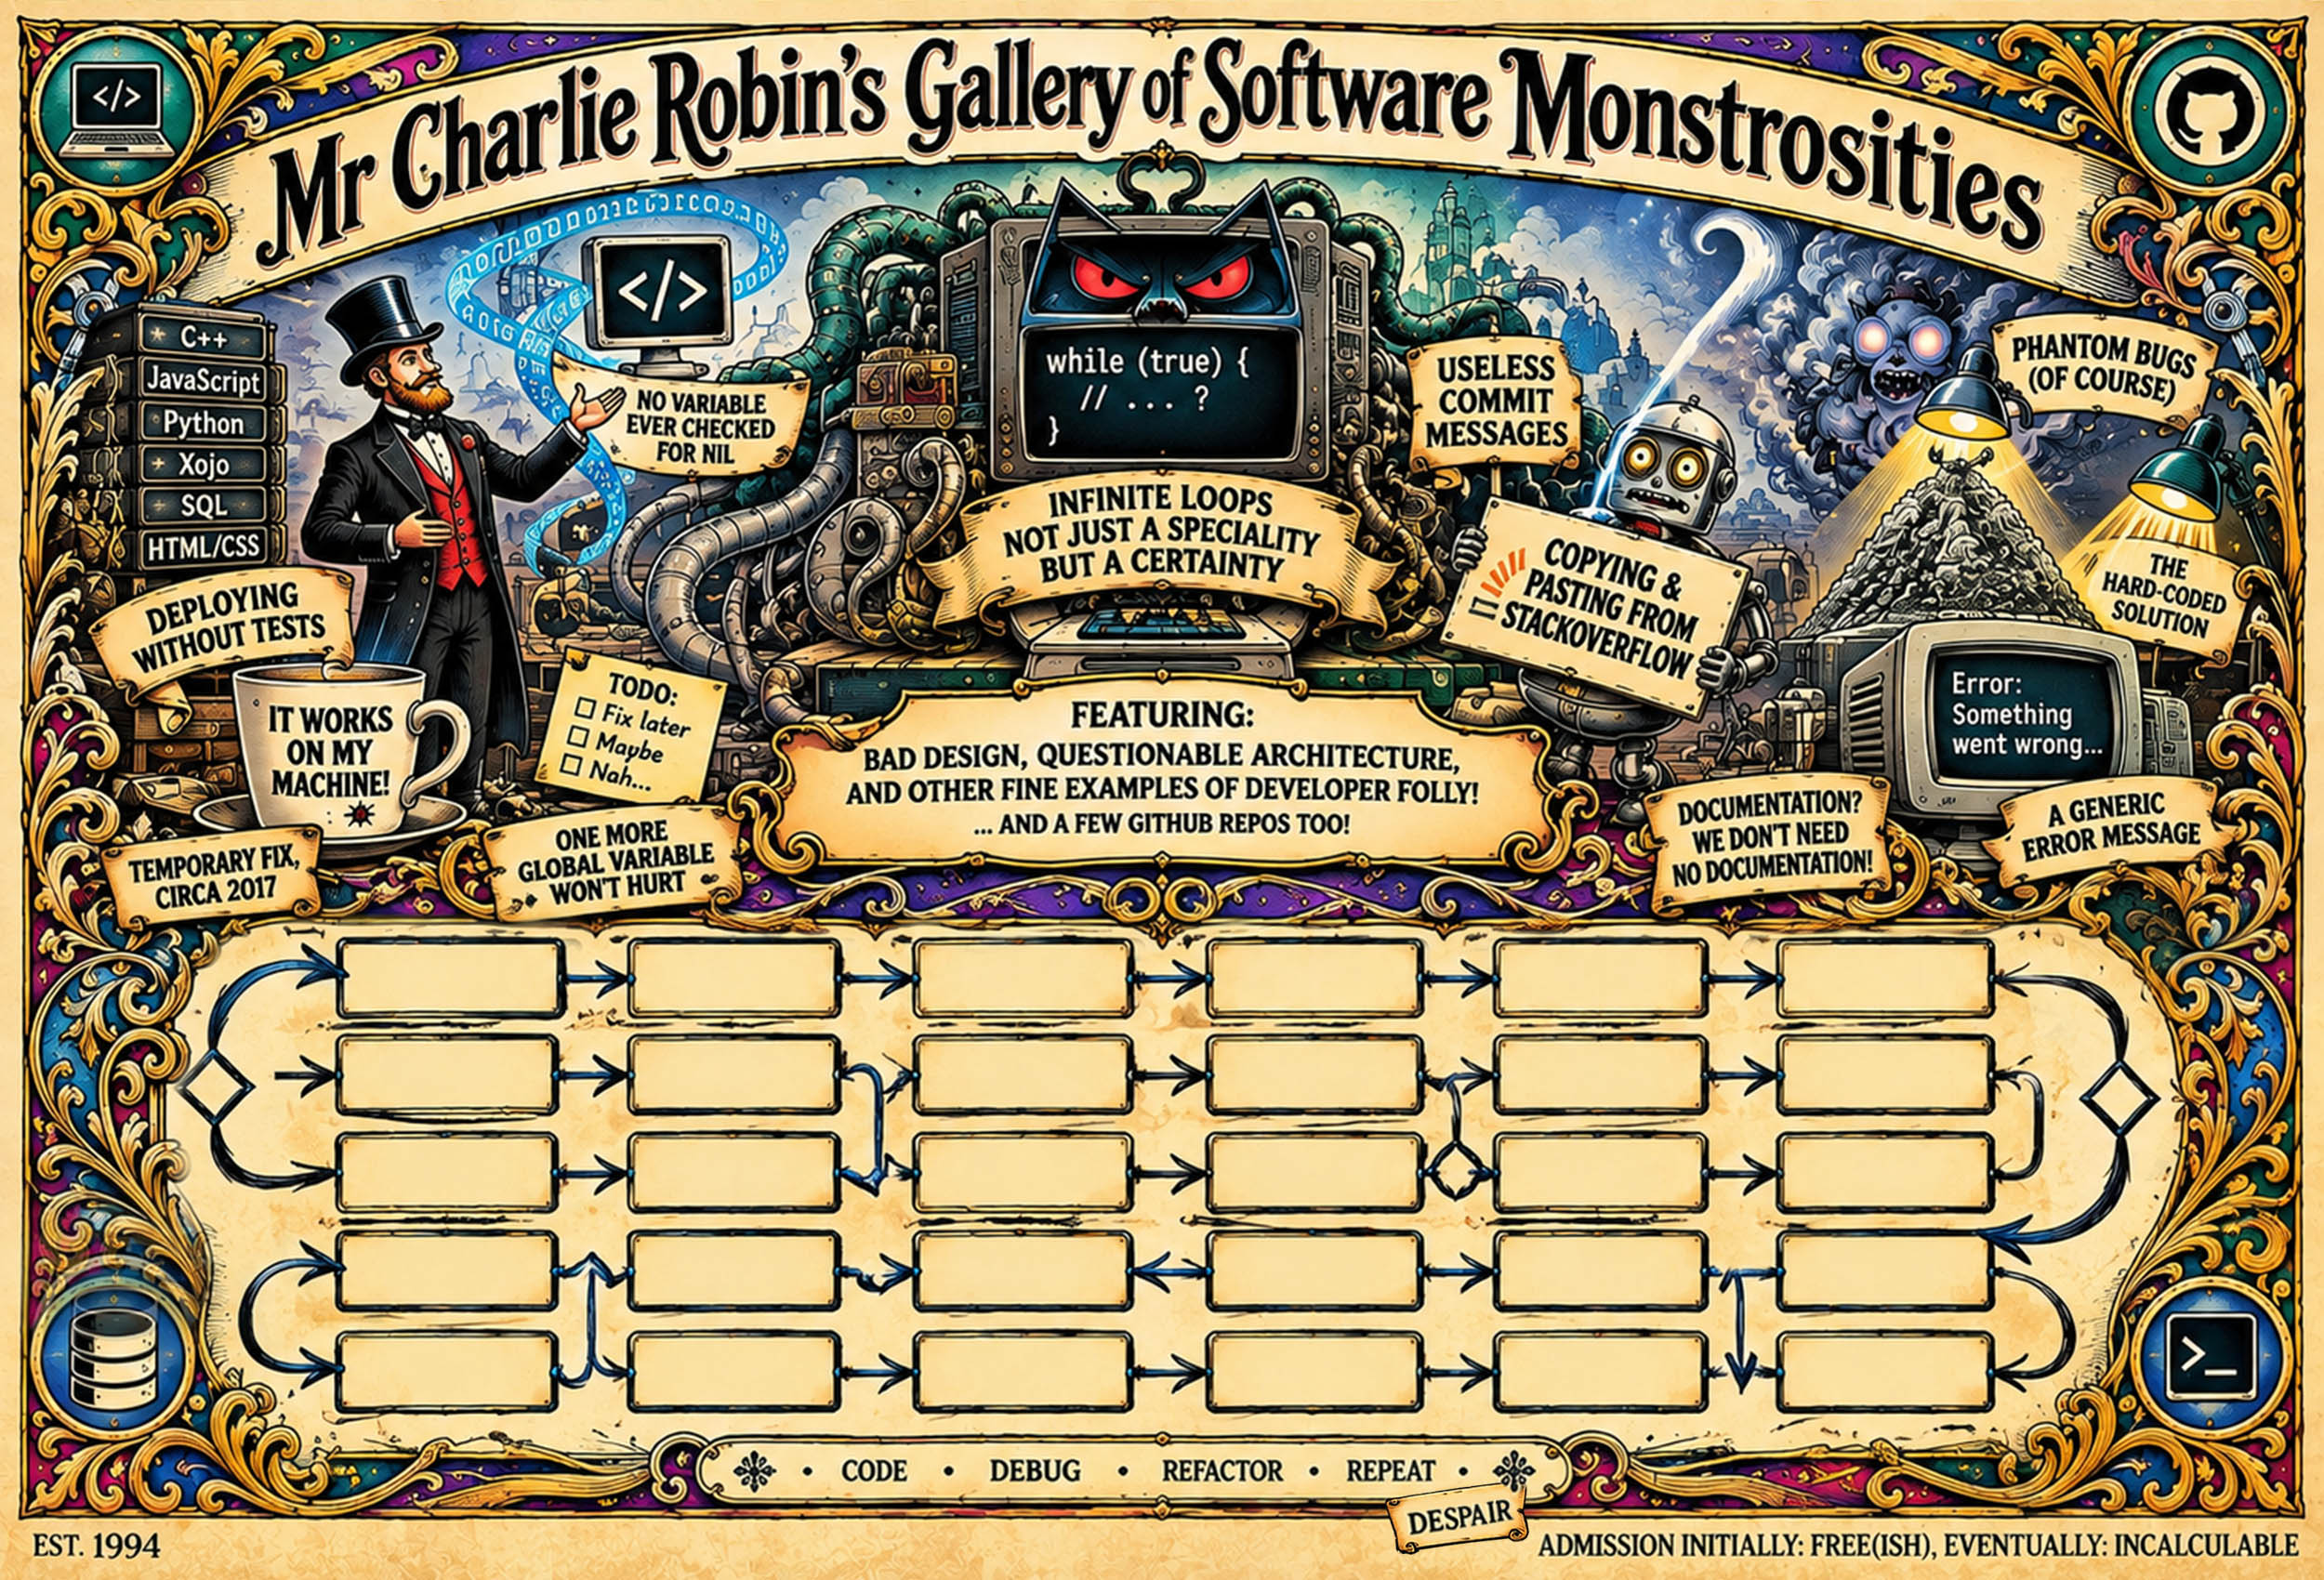 Mr Charlie Robin's Gallery of Software Monstrosities
</>
</>
C++
JavaScript
Python
Xojo
SQL
HTML/CSS
NO VARIABLE
EVER CHECKED
FOR NIL
while (true) {
// ... ?
}
INFINITE LOOPS
NOT JUST A SPECIALITY
BUT A CERTAINTY
USELESS
COMMIT
MESSAGES
PHANTOM BUGS
(OF COURSE)
COPYING &
PASTING FROM
STACKOVERFLOW
THE
HARD-CODED
SOLUTION
DEPLOYING
WITHOUT TESTS
IT WORKS
ON MY
MACHINE!
TODO:
Fix later
Maybe
Nah...
Error:
Something
went wrong...
FEATURING:
BAD DESIGN, QUESTIONABLE ARCHITECTURE,
AND OTHER FINE EXAMPLES OF DEVELOPER FOLLY!
... AND A FEW GITHUB REPOS TOO!
TEMPORARY FIX,
CIRCA 2017
ONE MORE
GLOBAL VARIABLE
WON'T HURT
DOCUMENTATION?
WE DON'T NEED
NO DOCUMENTATION!
A GENERIC
ERROR MESSAGE
>_
• CODE • DEBUG • REFACTOR • REPEAT •
DESPAIR
EST. 1994
ADMISSION INITIALLY: FREE(ISH), EVENTUALLY: INCALCULABLE